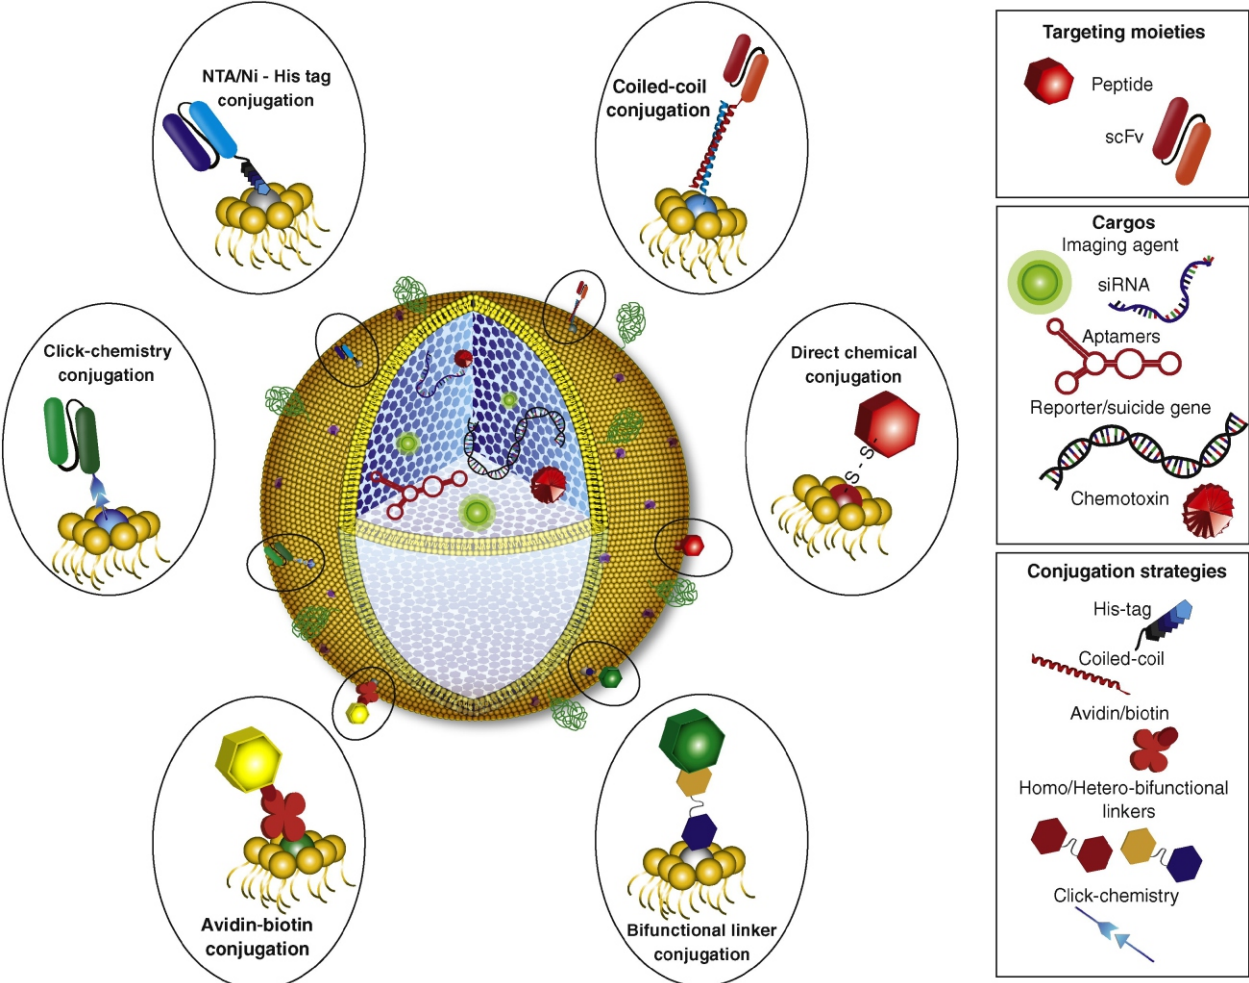 NTA/Ni - His tag
conjugation
Coiled-coil
conjugation
Click-chemistry
conjugation
Direct chemical
conjugation
S - S -
Avidin-biotin
conjugation
Bifunctional linker
conjugation
Targeting moieties
Peptide
scFv
Cargos
Imaging agent
siRNA
Aptamers
Reporter/suicide gene
Chemotoxin
Conjugation strategies
His-tag
Coiled-coil
Avidin/biotin
Homo/Hetero-bifunctional
linkers
Click-chemistry